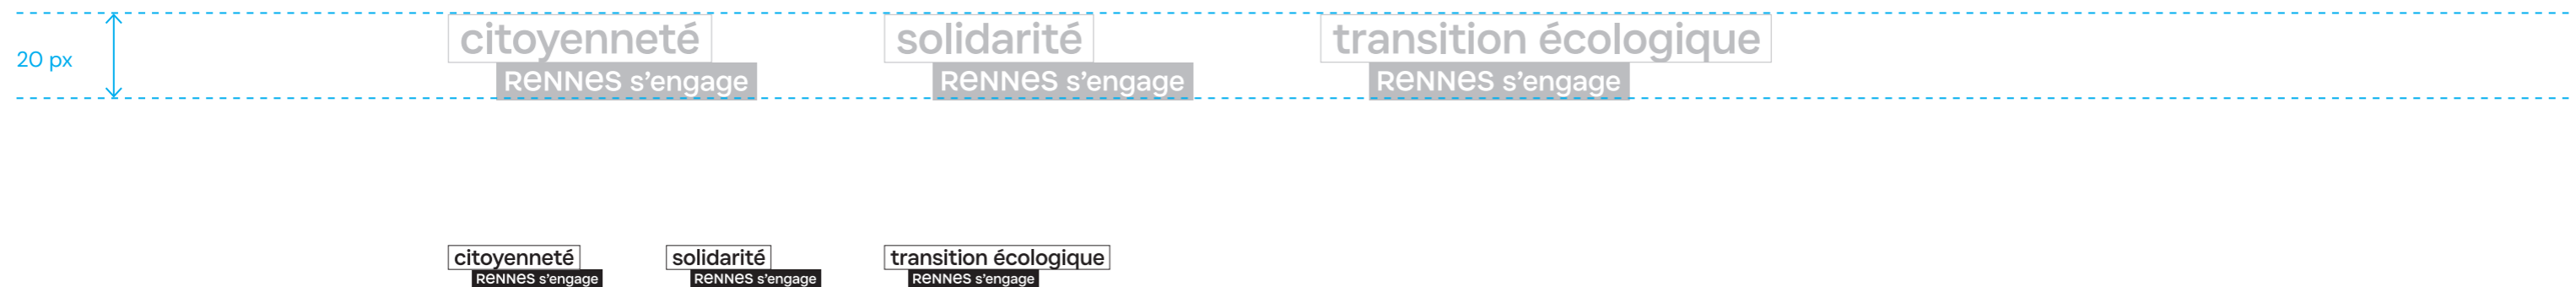 20 px
citoyenneté
ReNNeS s’engage
solidarité
ReNNeS s’engage
transition écologique
ReNNeS s’engage
citoyenneté
ReNNeS s’engage
solidarité
ReNNeS s’engage
transition écologique
ReNNeS s’engage